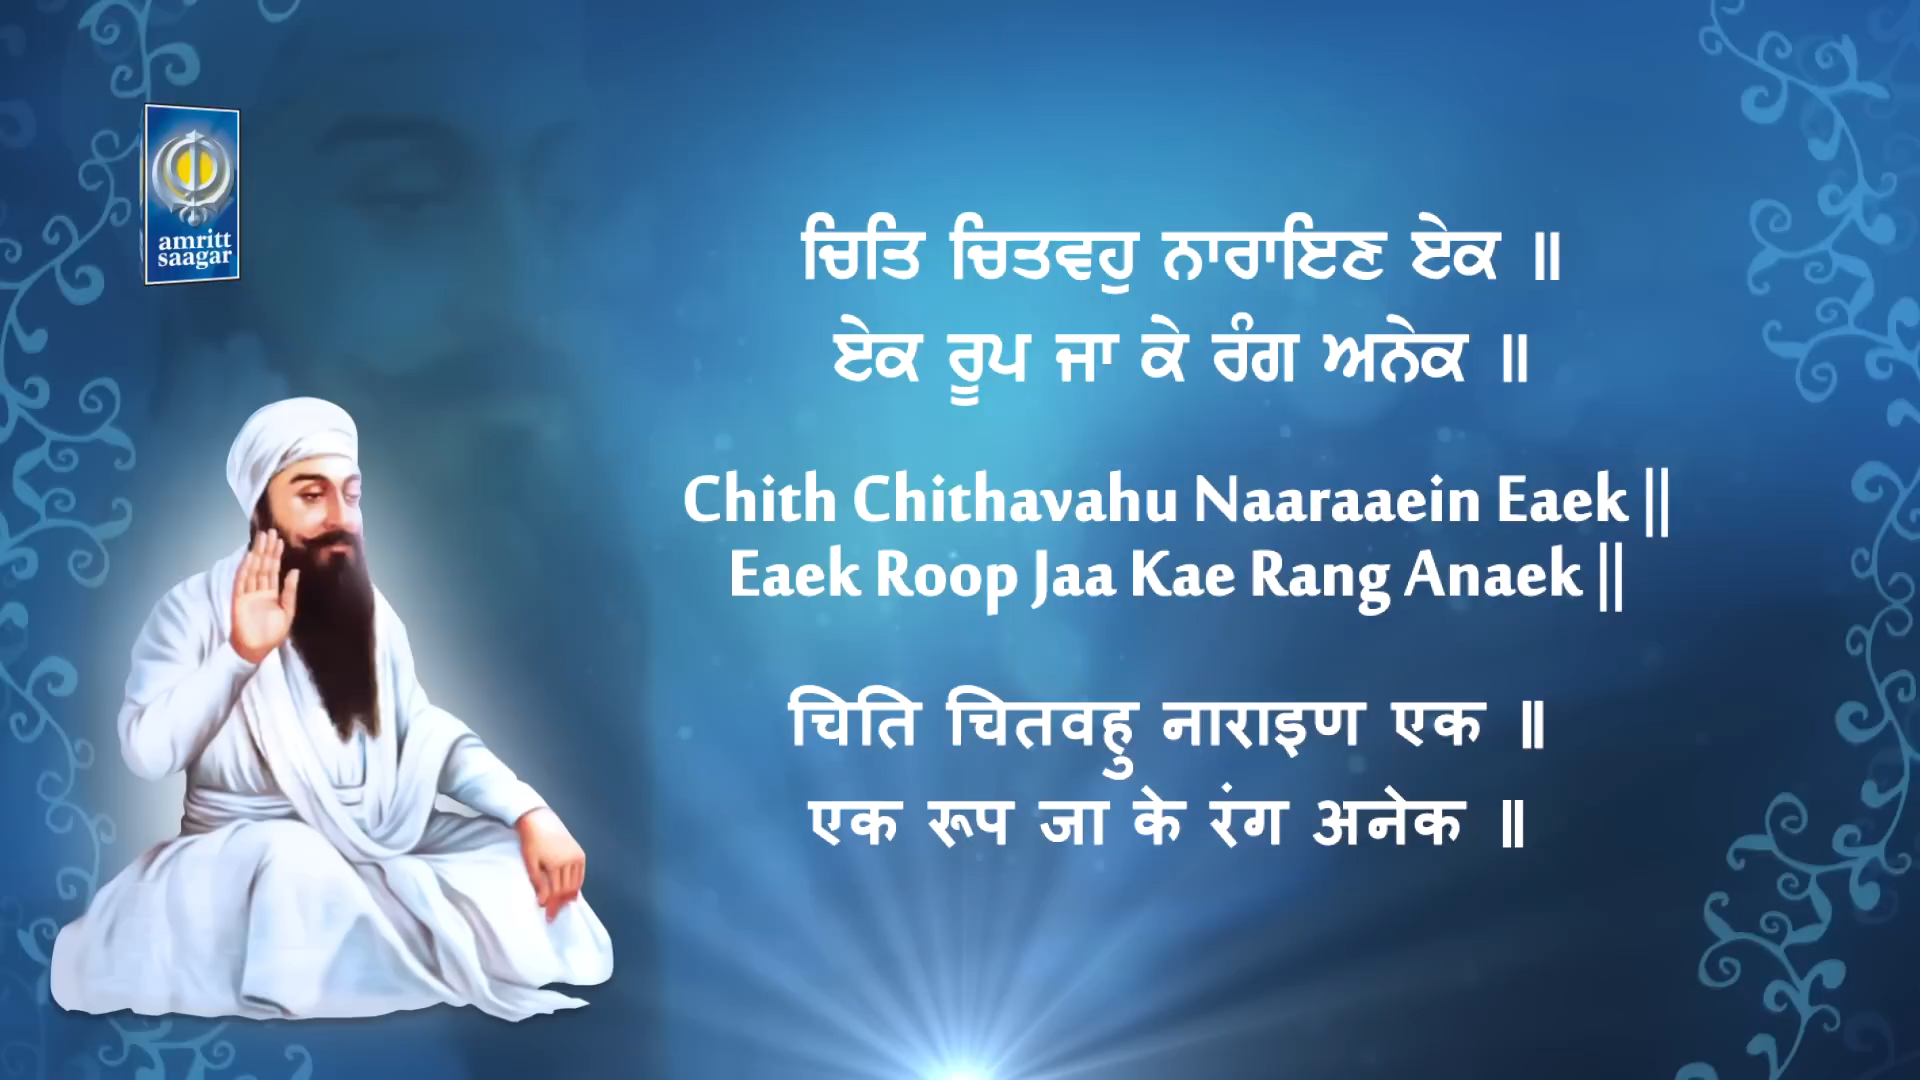 amritt
saagar
ਚਿਤਿ ਚਿਤਵਹੁ ਨਾਰਾਇਣ ਏਕ ॥
ਏਕ ਰੂਪ ਜਾ ਕੇ ਰੰਗ ਅਨੇਕ ॥
Chith Chithavahu Naaraaein Eaek ||
Eaek Roop Jaa Kae Rang Anaek ||
चिति चितवहु नाराइण एक ॥
एक रूप जा के रंग अनेक ॥